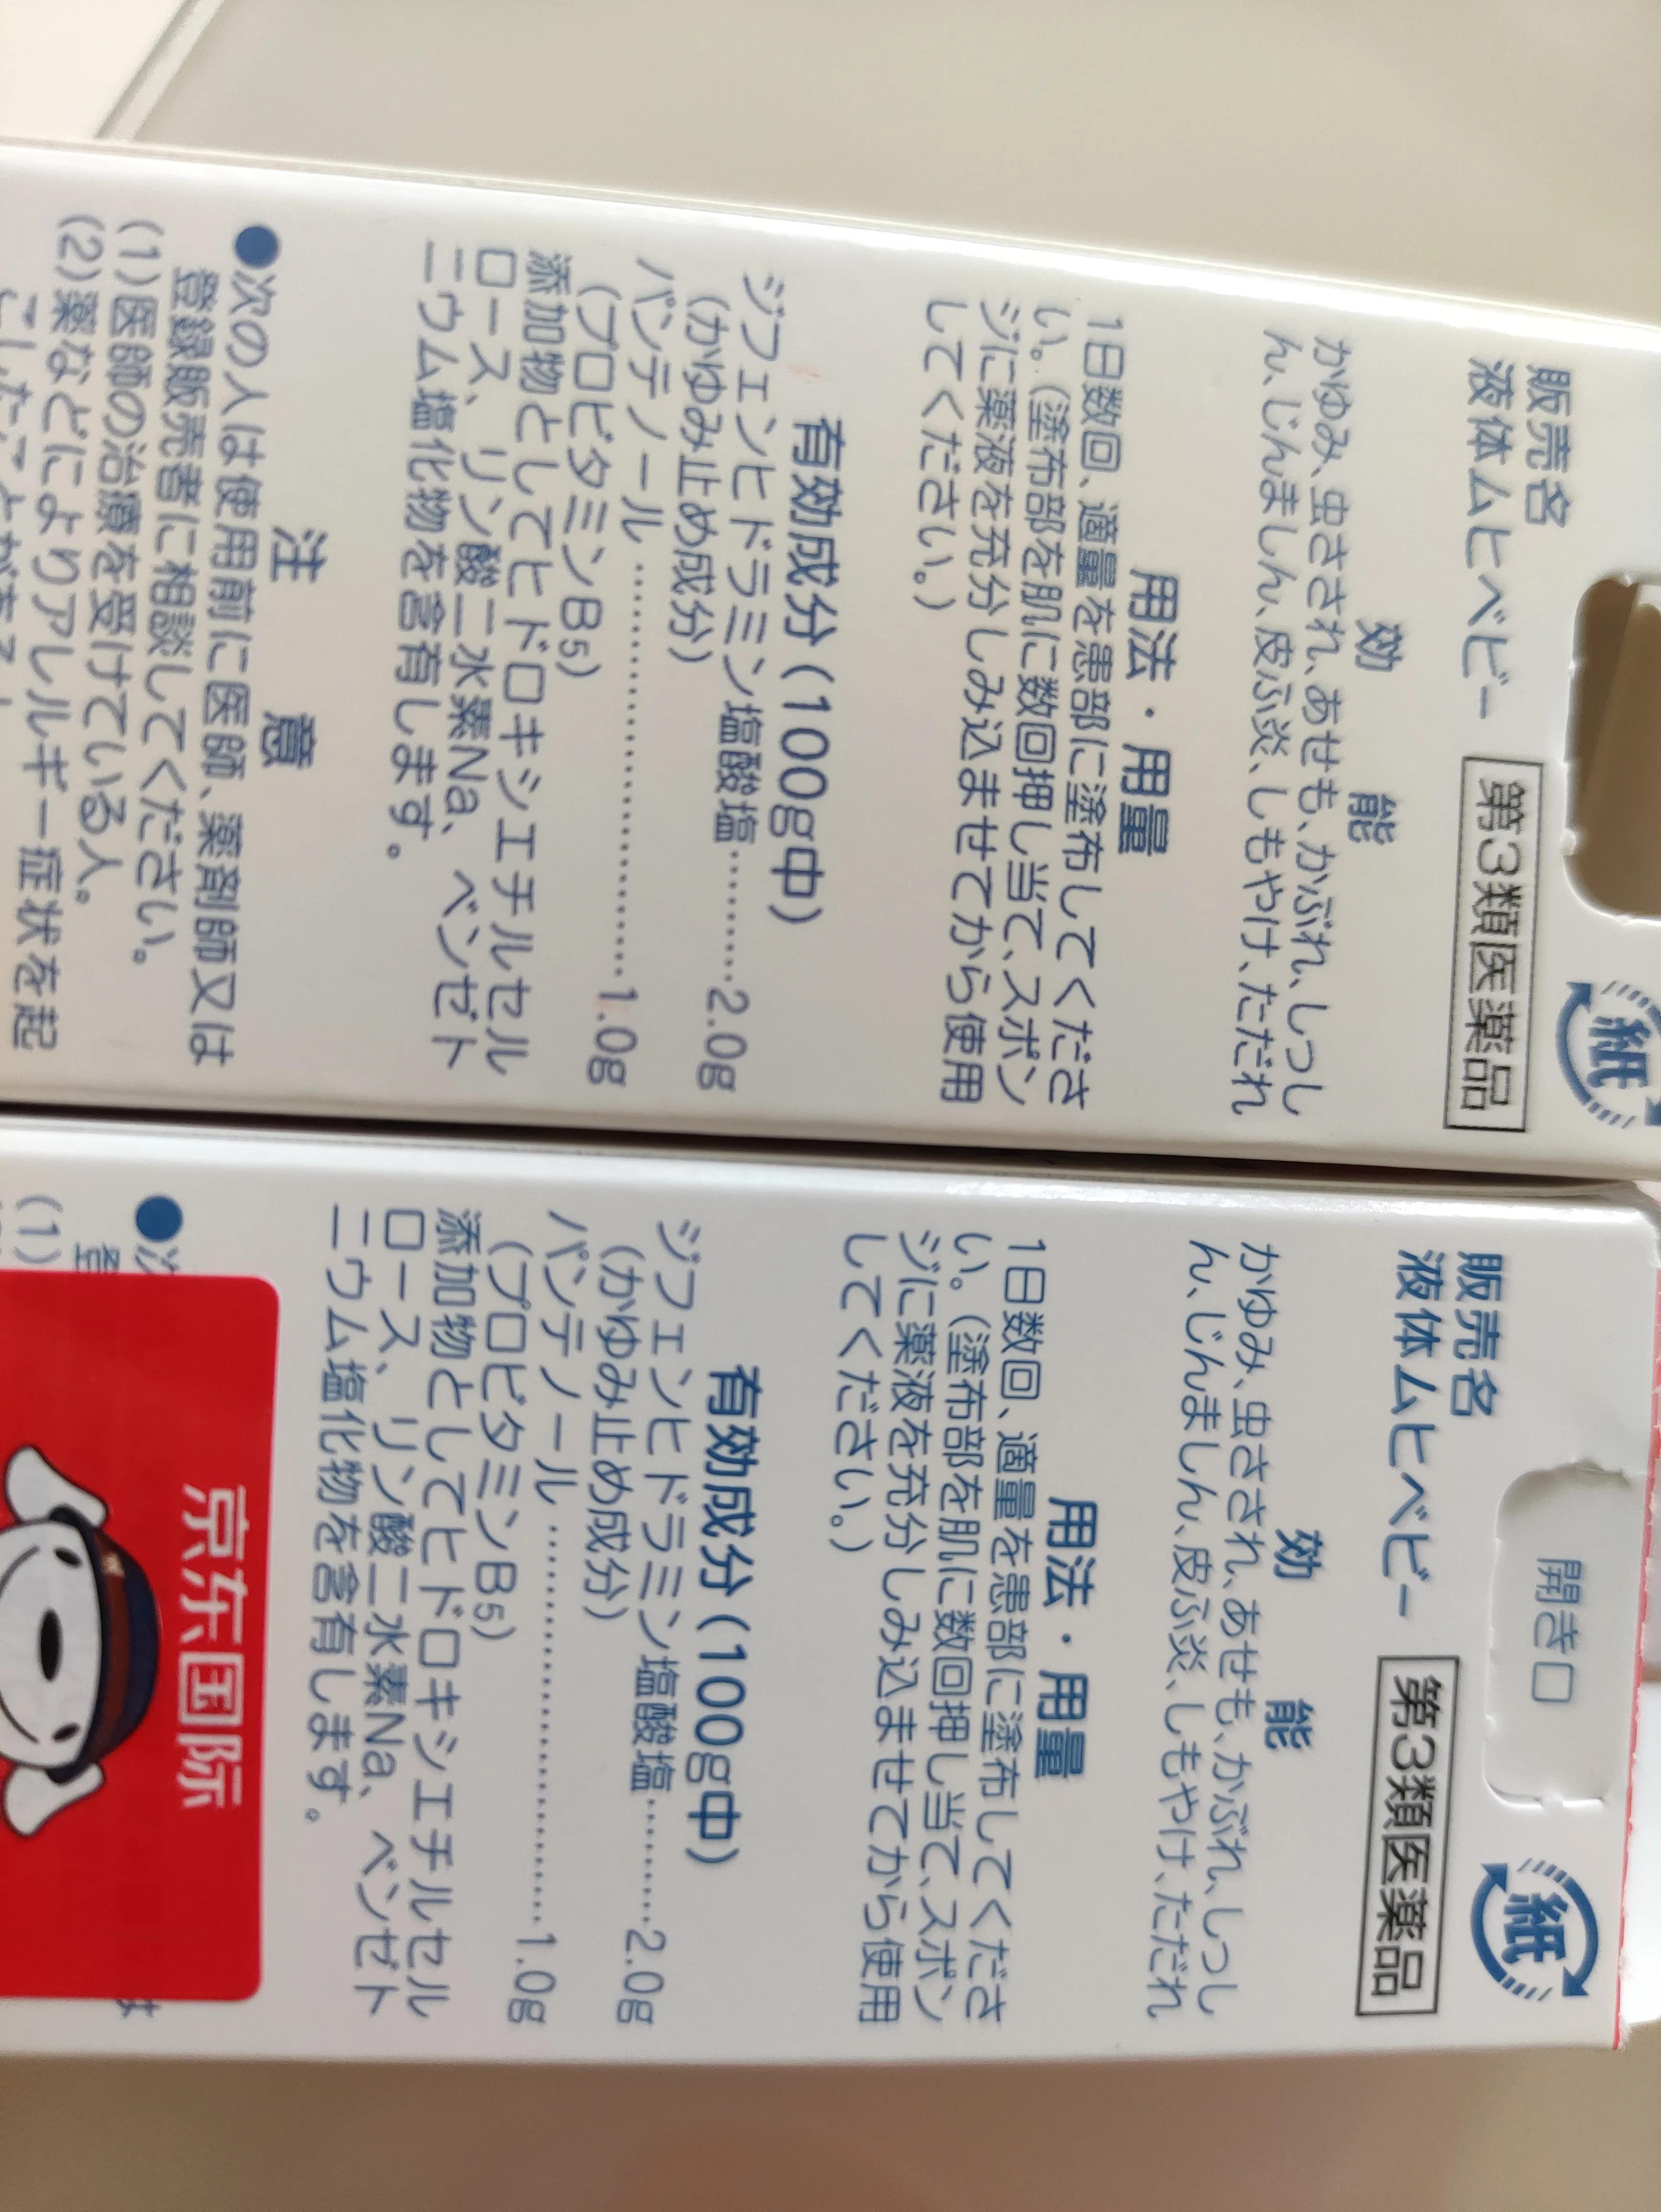 紙
販売名
液体ムヒベビー
第3類医薬品
効能
かゆみ、虫さされ、あせも、かぶれ、しっし
ん、じんましん、皮ふ炎、しもやけ、ただれ
用法・用量
1日数回、適量を患部に塗布してくださ
い。(塗布部を肌に数回押し当て、スポン
ジに薬液を充分しみ込ませてから使用
してください。)
有効成分(100g中)
ジフェンヒドラミン塩酸塩………2.0g
(かゆみ止め成分)
パンテノール……………………1.0g
(プロビタミンB5)
添加物としてヒドロキシエチルセル
ロース、リン酸二水素Na、ベンゼト
ニウム塩化物を含有します。
注意
●次の人は使用前に医師、薬剤師又は
登録販売者に相談してください。
(1)医師の治療を受けている人。
(2)薬などによりアレルギー症状を起
開き口
紙
販売名
液体ムヒベビー
第3類医薬品
効能
かゆみ、虫さされ、あせも、かぶれ、しっし
ん、じんましん、皮ふ炎、しもやけ、ただれ
用法・用量
1日数回、適量を患部に塗布してくださ
い。(塗布部を肌に数回押し当て、スポン
ジに薬液を充分しみ込ませてから使用
してください。)
有効成分(100g中)
ジフェンヒドラミン塩酸塩………2.0g
(かゆみ止め成分)
パンテノール……………………1.0g
(プロビタミンB5)
添加物としてヒドロキシエチルセル
ロース、リン酸二水素Na、ベンゼト
ニウム塩化物を含有します。
●次
(1)
京东国际